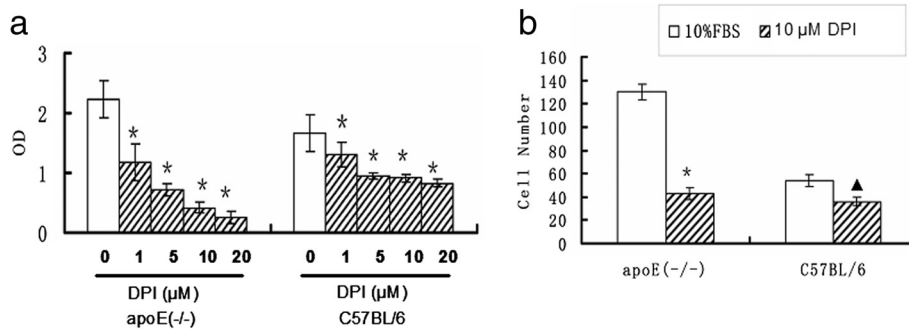 a
3
2
1
0
OD
* * * * * * * *
0 1 5 10 20 0 1 5 10 20
DPI (µM) DPI (µM)
apoE(-/-) C57BL/6
b
10%FBS 10 µM DPI
160
140
120
100
80
60
40
20
0
Cell Number
* ▲
apoE(-/-) C57BL/6